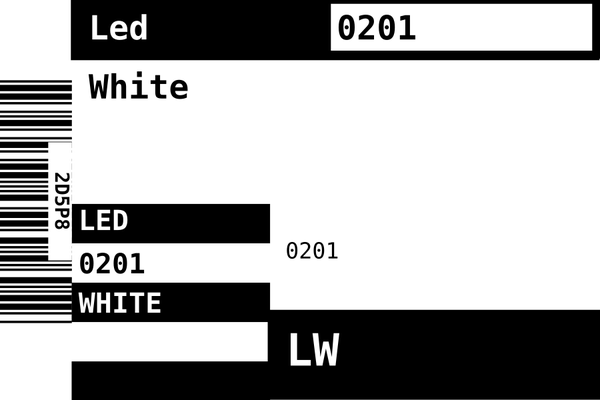 Led 0201
White
2D5P8
LED
0201
WHITE
0201
LW